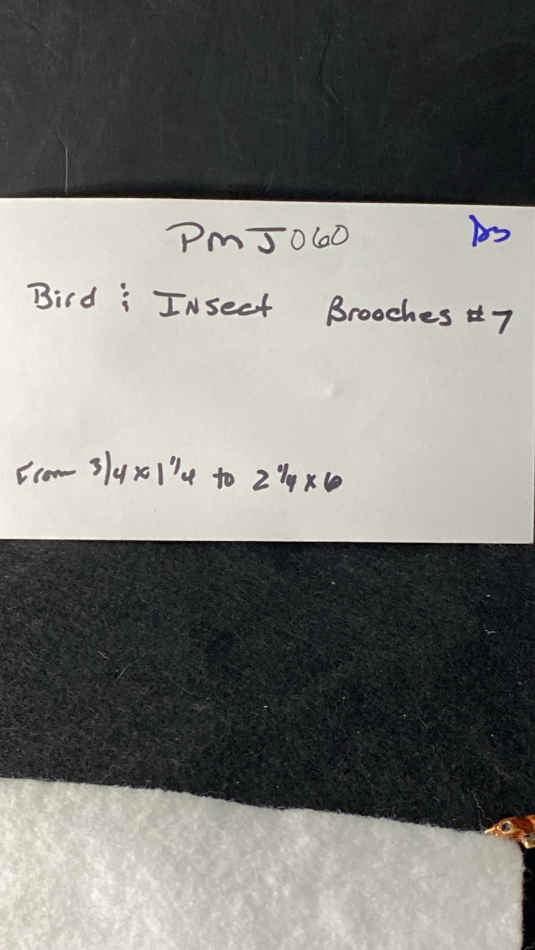 PMJ060
Bird & Insect Brooches #7
From 3/4 x 1 1/4 to 2 1/4 x 6